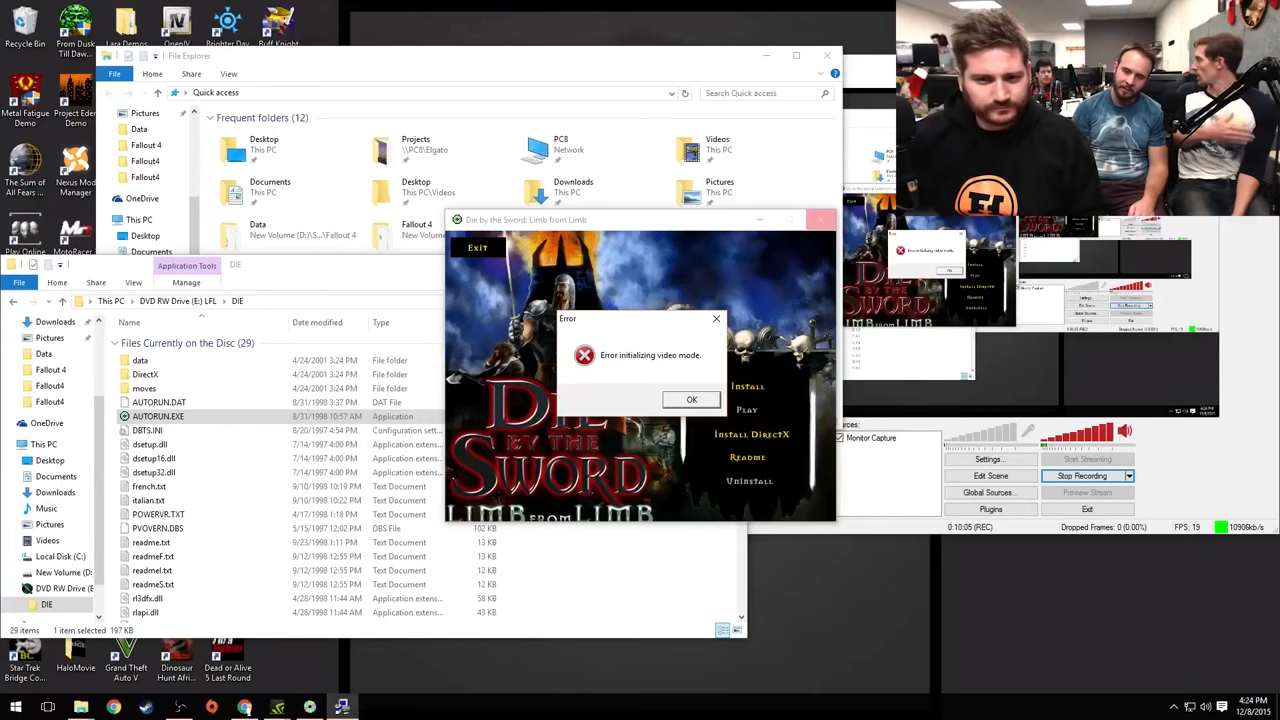 Recycle Bin
From Dusk Till Daw...
Lara Demos
OpenIV
Brighter Day
Buff Knight
File Explorer
File
Home
Share
View
Quick access
Search Quick access
Metal Fatigue Demo
Project Eden Demo
The Sum of All Fears ...
Nexus Mod Manager
Play Online
Pictures
Data
Fallout 4
Fallout4
Fallout4
OneDrive
This PC
Desktop
Documents
Frequent folders (12)
Desktop
This PC
Projects
\\PC8\Elgato
PC8
Network
Videos
This PC
Documents
This PC
Desktop
This PC\Videos
Downloads
This PC
Pictures
This PC
Data
New Volume (D:)\S...\Fallout 4
Fallout 4
Die by the Sword: Limb from Limb
Exit
Error
Error initializing video mode.
OK
Die
by the
Sword
Limb from Limb
Install
Play
Install DirectX
Readme
Uninstall
Application Tools
DIE
File
Home
Share
View
Manage
This PC
DVD RW Drive (E:) LFL
DIE
Downloads
Pictures
Data
Fallout 4
Fallout4
Fallout4
OneDrive
This PC
Desktop
Documents
Downloads
Music
Pictures
Videos
Local Disk (C:)
New Volume (D:
DVD RW Drive (E
DIE
Name
Date modified
Type
Files Currently on the Disc (29)
data 4/24/2001 3:24 PM File folder
DirectX 4/24/2001 3:24 PM File folder
moves 4/24/2001 3:24 PM File folder
AUTORUN.DAT 8/31/1998 3:37 PM DAT File
AUTORUN.EXE 8/31/1998 10:57 AM Application
DBTS.INI 8/20/1997 4:54 PM Configuration sett...
dsetup.dll 7/14/1997 4:00 PM Application extens...
dsetup16.dll 7/14/1997 4:00 PM Application extens...
dsetup32.dll 7/14/1997 4:00 PM Application extens...
french.txt 9/10/1998 10:19 PM Text Document
italian.txt 9/10/1998 10:22 PM Text Document
POWERVR.TXT 4/17/1998 1:18 PM Text Document
PVOVERN.DBS 5/15/1997 12:02 PM DBS File 102 KB
readme.txt 9/23/1998 1:11 PM Text Document 13 KB
readmeF.txt 9/12/1998 12:55 PM Text Document 13 KB
readmeI.txt 9/12/1998 12:55 PM Text Document 12 KB
readmeS.txt 9/12/1998 12:55 PM Text Document 12 KB
rl3dfx.dll 4/28/1998 11:44 AM Application extens... 58 KB
rlapi.dll 4/28/1998 11:44 AM Application extens... 43 KB
29 items
1 item selected 197 KB
Monitor Capture
Settings...
Start Streaming
Edit Scene
Stop Recording
Global Sources...
Preview Stream
Plugins
Exit
0:10:05 (REC)
Dropped Frames: 0 (0.00%)
FPS: 19
10906kb/s
Star Trek Bridge Co...
HaloMovie
Grand Theft Auto V
Dinosaur Hunt Afri...
Dead or Alive 5 Last Round
4:24 PM
12/8/2015